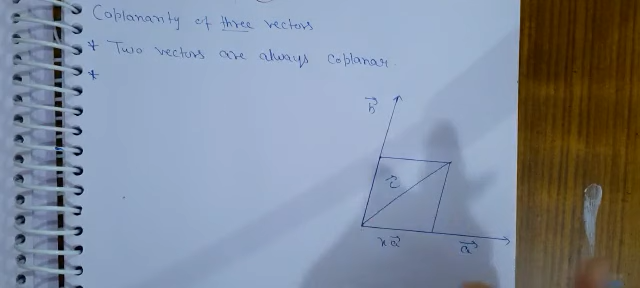 Coplanarity of three vectors
* Two vectors are always coplanar.
*
b⃗
r⃗
x a⃗
a⃗